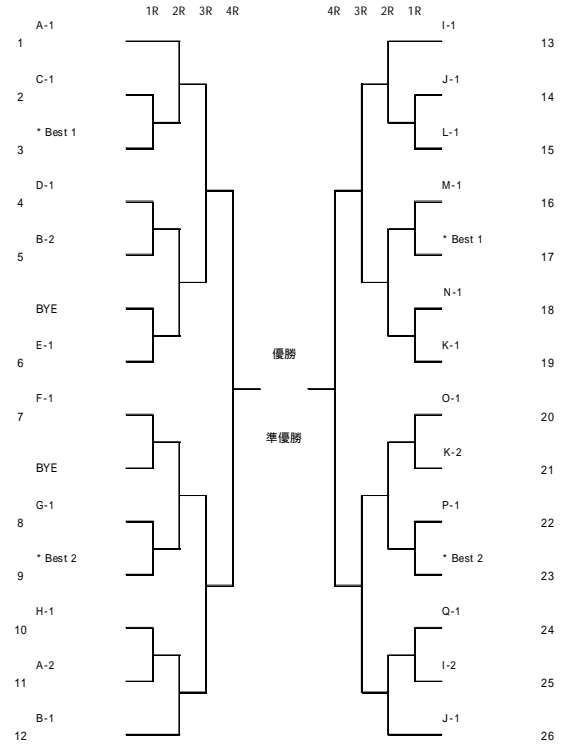 1R 2R 3R 4R
4R 3R 2R 1R
A-1
1
C-1
2
* Best 1
3
D-1
4
B-2
5
BYE
E-1
6
F-1
7
BYE
G-1
8
* Best 2
9
H-1
10
A-2
11
B-1
12
優勝
準優勝
I-1
13
J-1
14
L-1
15
M-1
16
* Best 1
17
N-1
18
K-1
19
O-1
20
K-2
21
P-1
22
* Best 2
23
Q-1
24
I-2
25
J-1
26